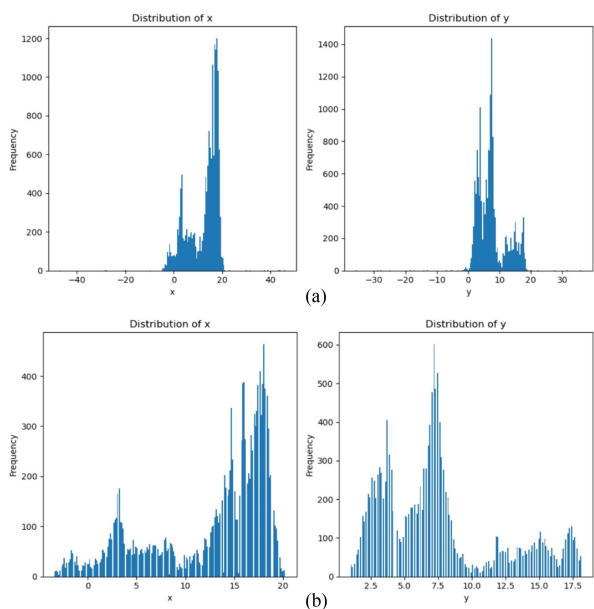 Distribution of x
Distribution of y
1200
1000
800
600
400
200
0
Frequency
−40 −20 0 20 40
x
1400
1200
1000
800
600
400
200
0
Frequency
−30 −20 −10 0 10 20 30
y
(a)
Distribution of x
Distribution of y
400
300
200
100
0
Frequency
0 5 10 15 20
x
600
500
400
300
200
100
0
Frequency
2.5 5.0 7.5 10.0 12.5 15.0 17.5
y
(b)